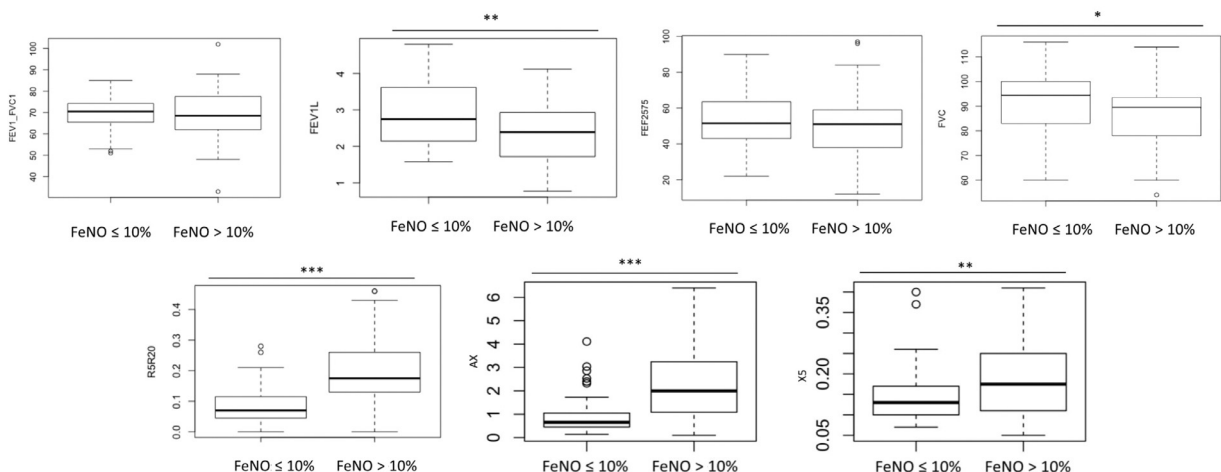 **
*
FEV1_FVC1
40 50 60 70 80 90 100
FeNO ≤ 10% FeNO > 10%
FEV1L
1 2 3 4
FeNO ≤ 10% FeNO > 10%
FEF2575
20 40 60 80 100
FeNO ≤ 10% FeNO > 10%
FVC
60 70 80 90 100 110
FeNO ≤ 10% FeNO > 10%
***
***
**
R5R20
0.0 0.1 0.2 0.3 0.4
FeNO ≤ 10% FeNO > 10%
AX
0 1 2 3 4 5 6
FeNO ≤ 10% FeNO > 10%
X5
0.05 0.20 0.35
FeNO ≤ 10% FeNO > 10%